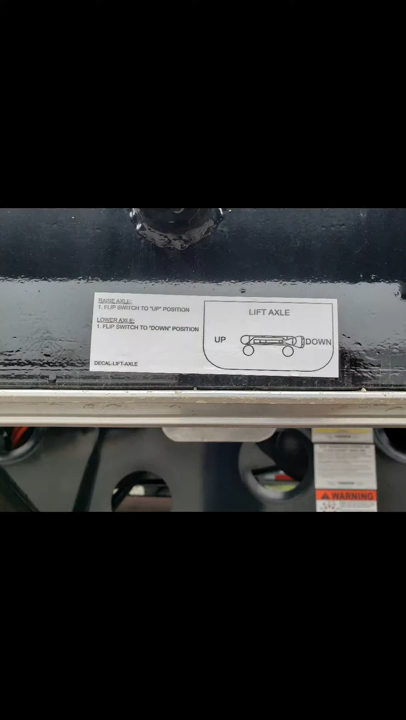 RAISE AXLE:
1. FLIP SWITCH TO "UP" POSITION
LOWER AXLE:
1. FLIP SWITCH TO "DOWN" POSITION
DECAL-LIFT-AXLE
LIFT AXLE
UP
DOWN
WARNING